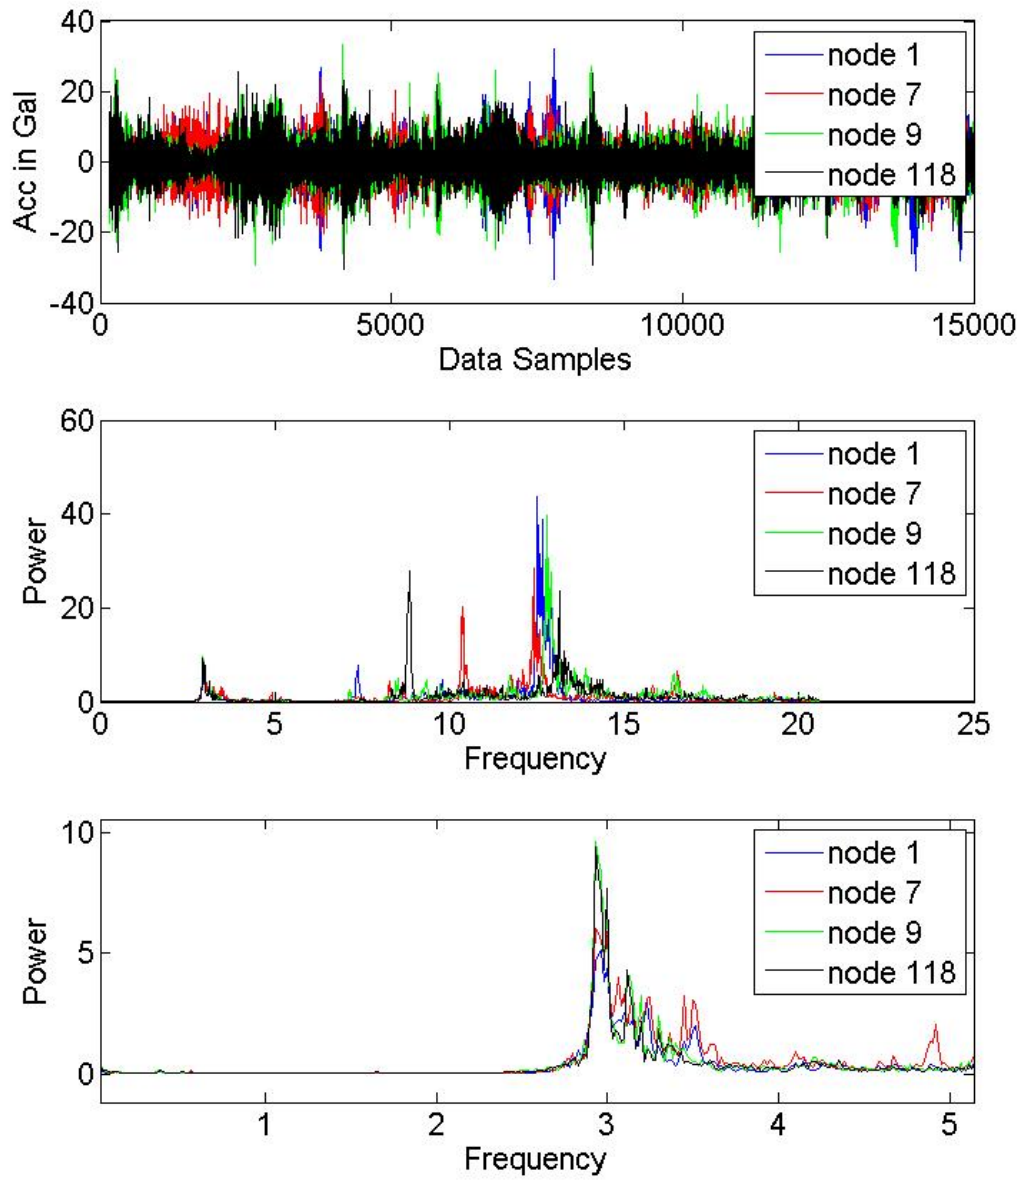 40
20
0
-20
-40
Acc in Gal
node 1
node 7
node 9
node 118
0 5000 10000 15000
Data Samples
60
40
20
0
Power
node 1
node 7
node 9
node 118
0 5 10 15 20 25
Frequency
10
5
0
Power
node 1
node 7
node 9
node 118
1 2 3 4 5
Frequency